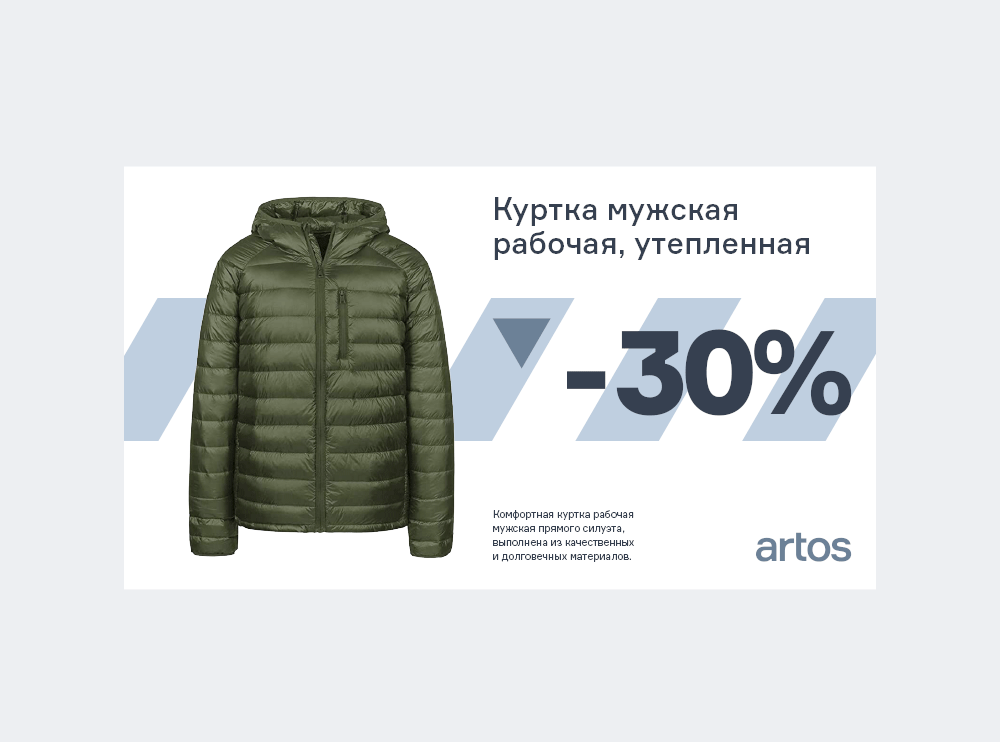 Куртка мужская
рабочая, утепленная
-30%
Комфортная куртка рабочая
мужская прямого силуэта,
выполнена из качественных
и долговечных материалов.
artos